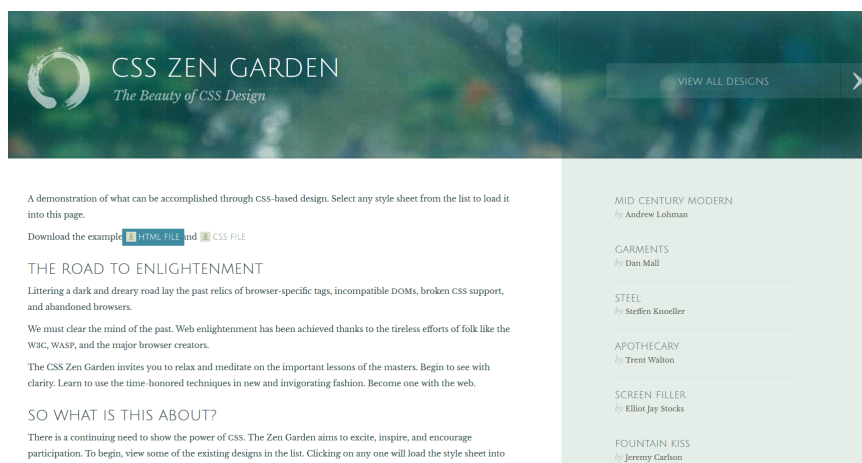 CSS ZEN GARDEN
The Beauty of CSS Design
VIEW ALL DESIGNS
A demonstration of what can be accomplished through CSS-based design. Select any style sheet from the list to load it
into this page.
Download the example HTML FILE and CSS FILE
THE ROAD TO ENLIGHTENMENT
Littering a dark and dreary road lay the past relics of browser-specific tags, incompatible DOMs, broken CSS support,
and abandoned browsers.
We must clear the mind of the past. Web enlightenment has been achieved thanks to the tireless efforts of folk like the
W3C, WASP, and the major browser creators.
The CSS Zen Garden invites you to relax and meditate on the important lessons of the masters. Begin to see with
clarity. Learn to use the time-honored techniques in new and invigorating fashion. Become one with the web.
SO WHAT IS THIS ABOUT?
There is a continuing need to show the power of CSS. The Zen Garden aims to excite, inspire, and encourage
participation. To begin, view some of the existing designs in the list. Clicking on any one will load the style sheet into
MID CENTURY MODERN
by Andrew Lohman
GARMENTS
by Dan Mall
STEEL
by Steffen Knoeller
APOTHECARY
by Trent Walton
SCREEN FILLER
by Elliot Jay Stocks
FOUNTAIN KISS
by Jeremy Carlson